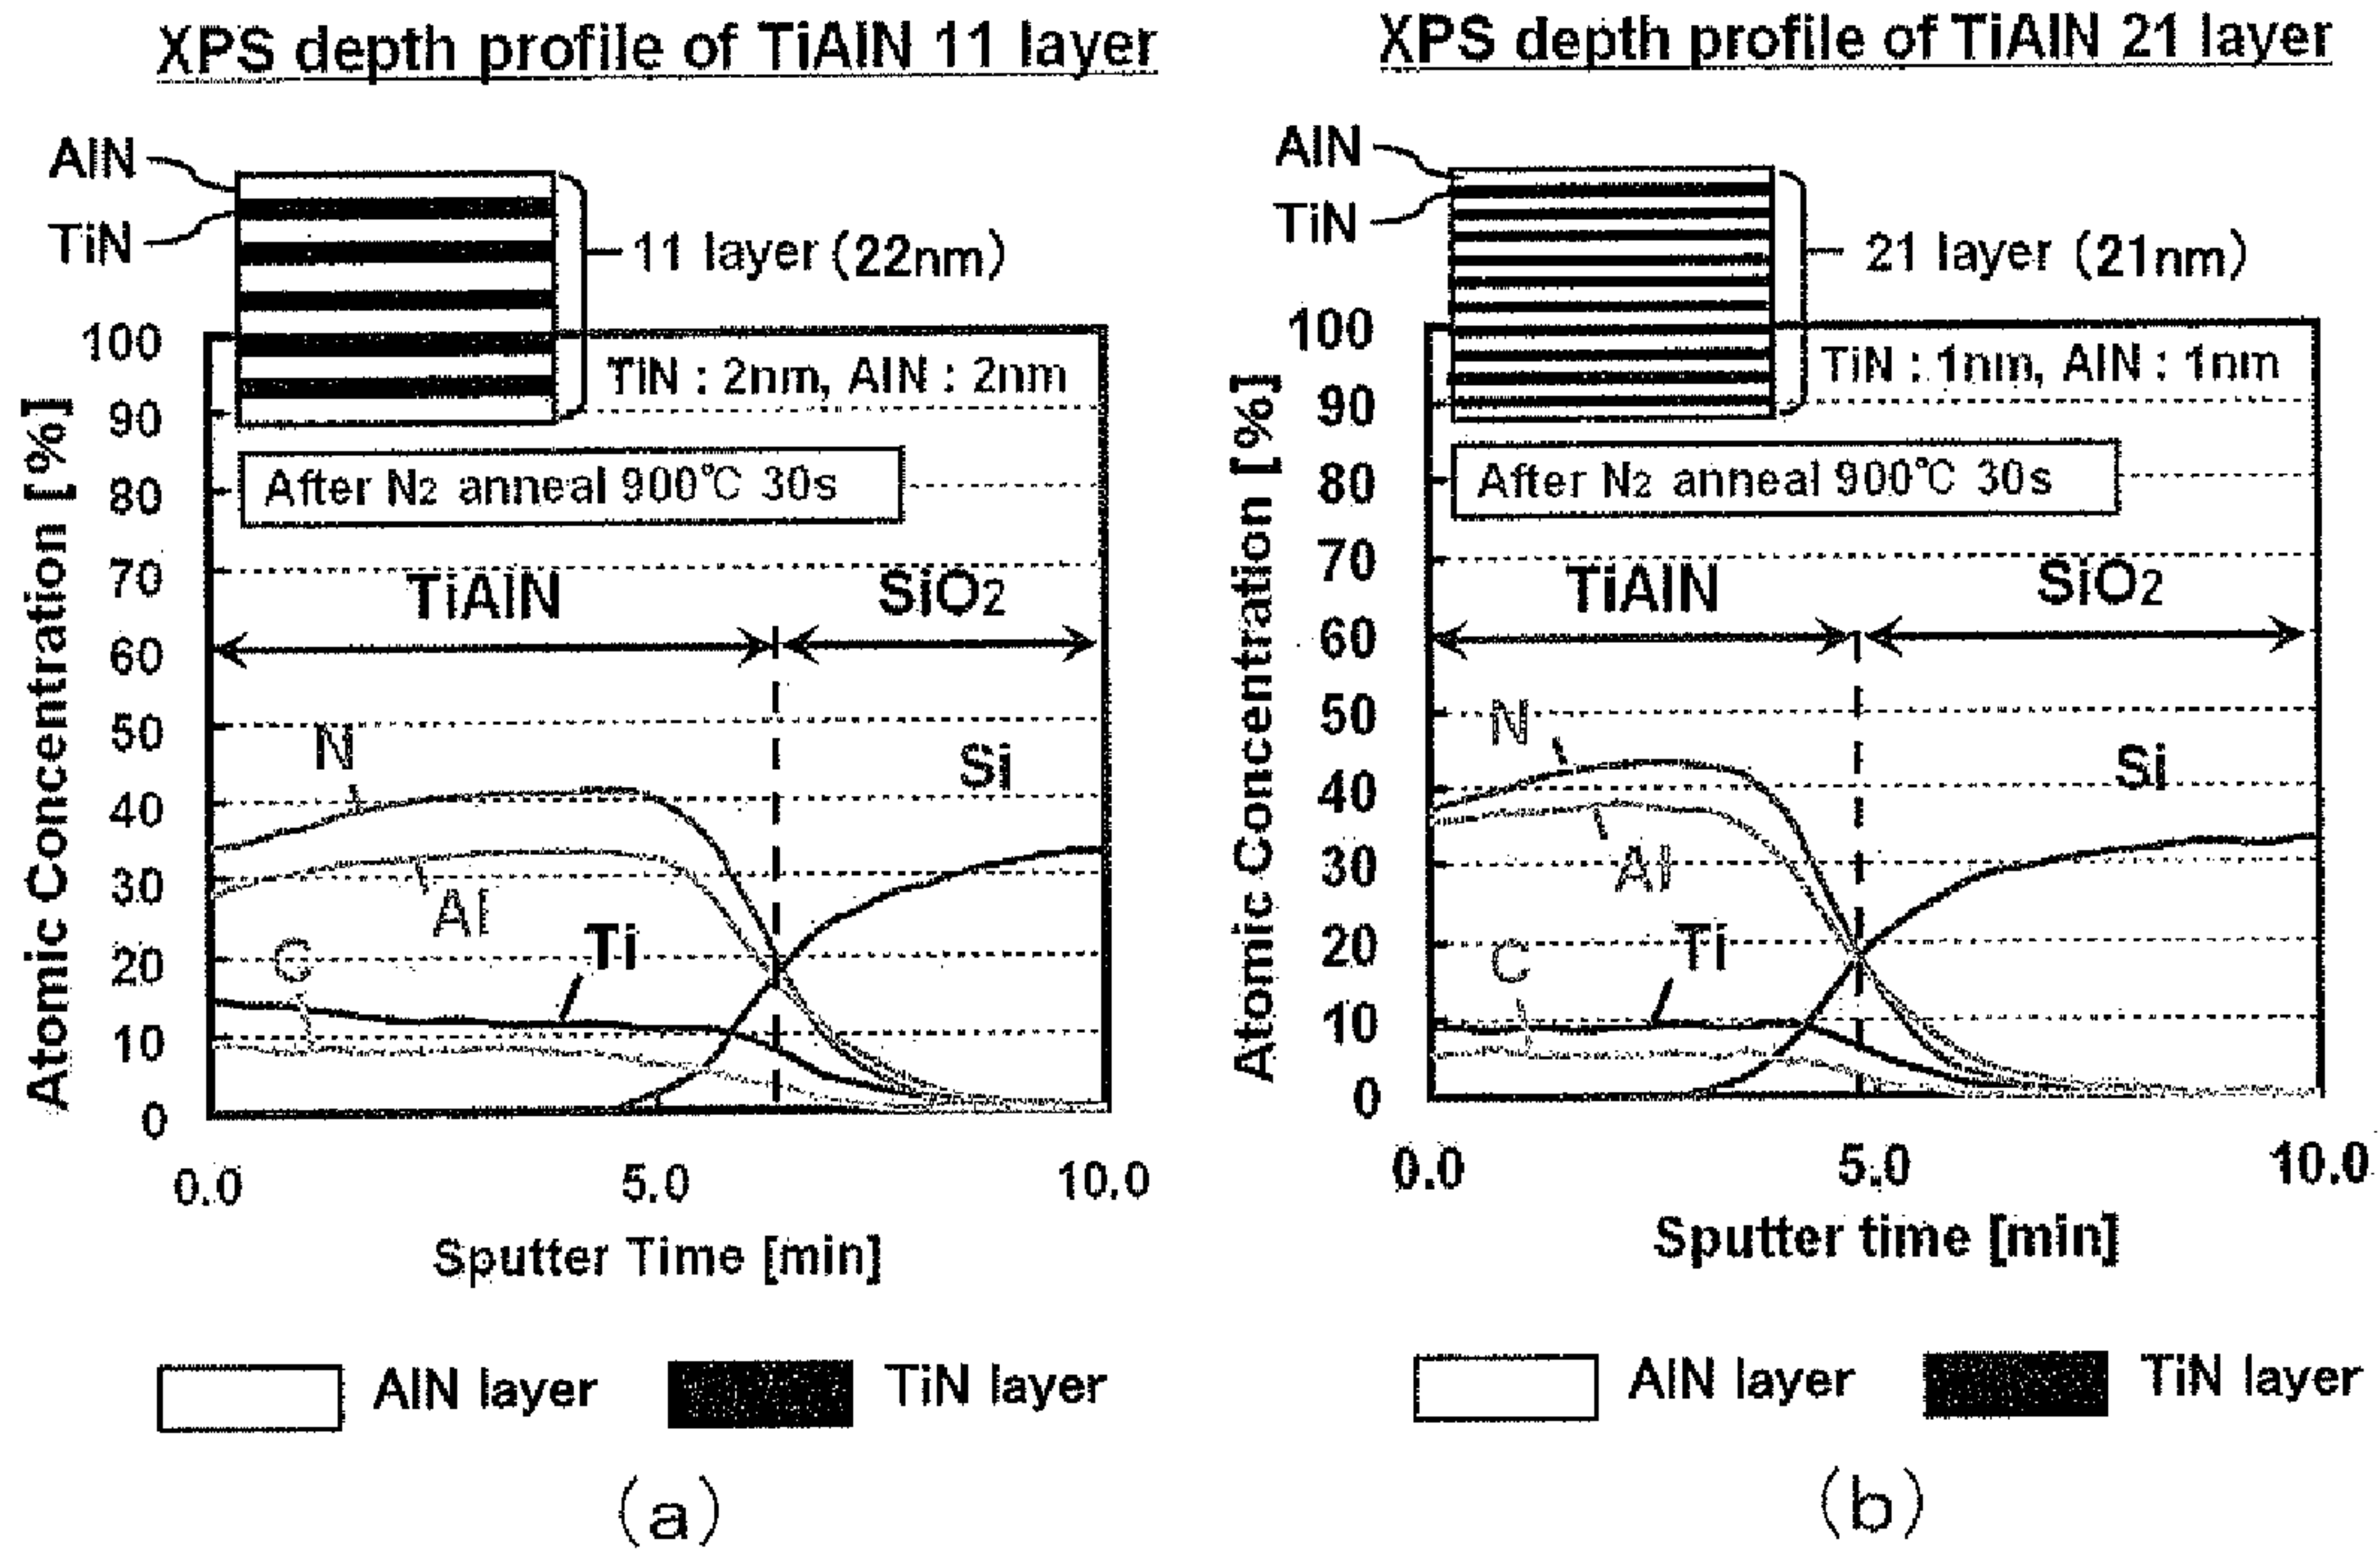 XPS depth profile of TiAlN 11 layer
AlN
TiN
11 layer (22nm)
TiN : 2nm, AlN : 2nm
After N2 anneal 900℃ 30s
TiAlN
SiO2
N
Al
C
Ti
Si
Atomic Concentration [%]
100
90
80
70
60
50
40
30
20
10
0
0.0
5.0
10.0
Sputter Time [min]
AlN layer
TiN layer
(a)
XPS depth profile of TiAlN 21 layer
AlN
TiN
21 layer (21nm)
TiN : 1nm, AlN : 1nm
After N2 anneal 900℃ 30s
TiAlN
SiO2
N
Al
C
Ti
Si
Atomic Concentration [%]
100
90
80
70
60
50
40
30
20
10
0
0.0
5.0
10.0
Sputter time [min]
AlN layer
TiN layer
(b)